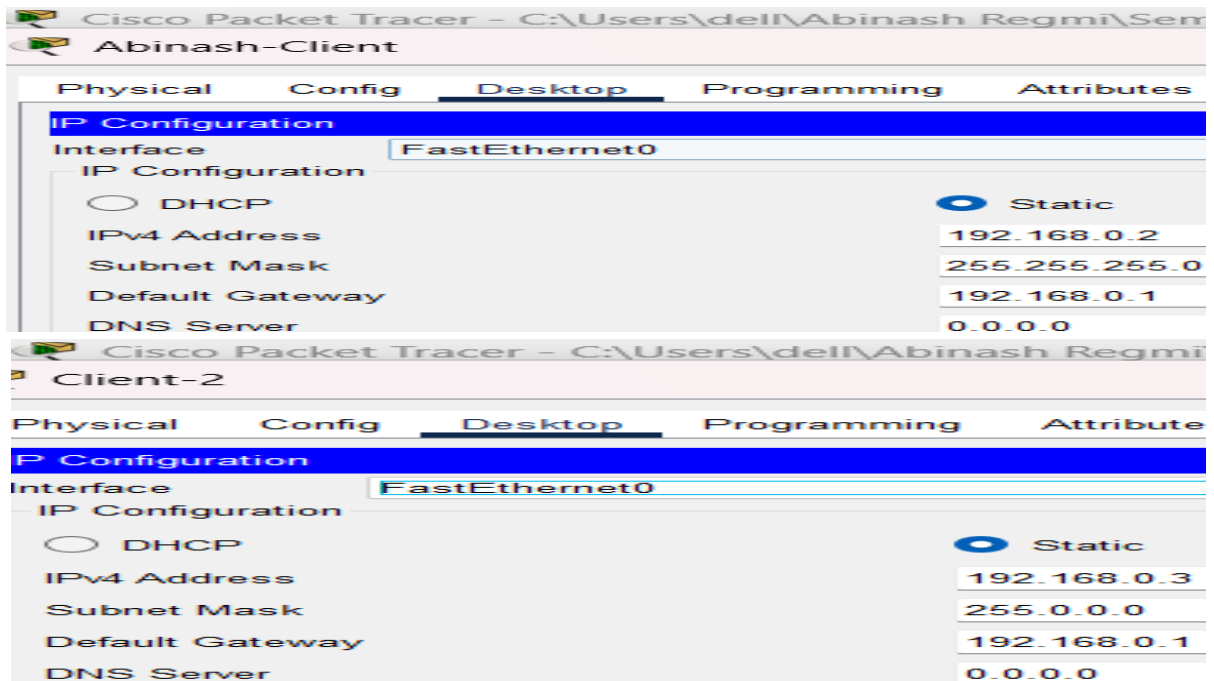 Cisco Packet Tracer - C:\Users\dell\Abinash Regmi\Sem
Abinash-Client
Physical Config Desktop Programming Attributes
IP Configuration
Interface FastEthernet0
IP Configuration
DHCP Static
IPv4 Address 192.168.0.2
Subnet Mask 255.255.255.0
Default Gateway 192.168.0.1
DNS Server 0.0.0.0
Cisco Packet Tracer - C:\Users\dell\Abinash Regmi\
Client-2
Physical Config Desktop Programming Attribute
IP Configuration
Interface FastEthernet0
IP Configuration
DHCP Static
IPv4 Address 192.168.0.3
Subnet Mask 255.0.0.0
Default Gateway 192.168.0.1
DNS Server 0.0.0.0